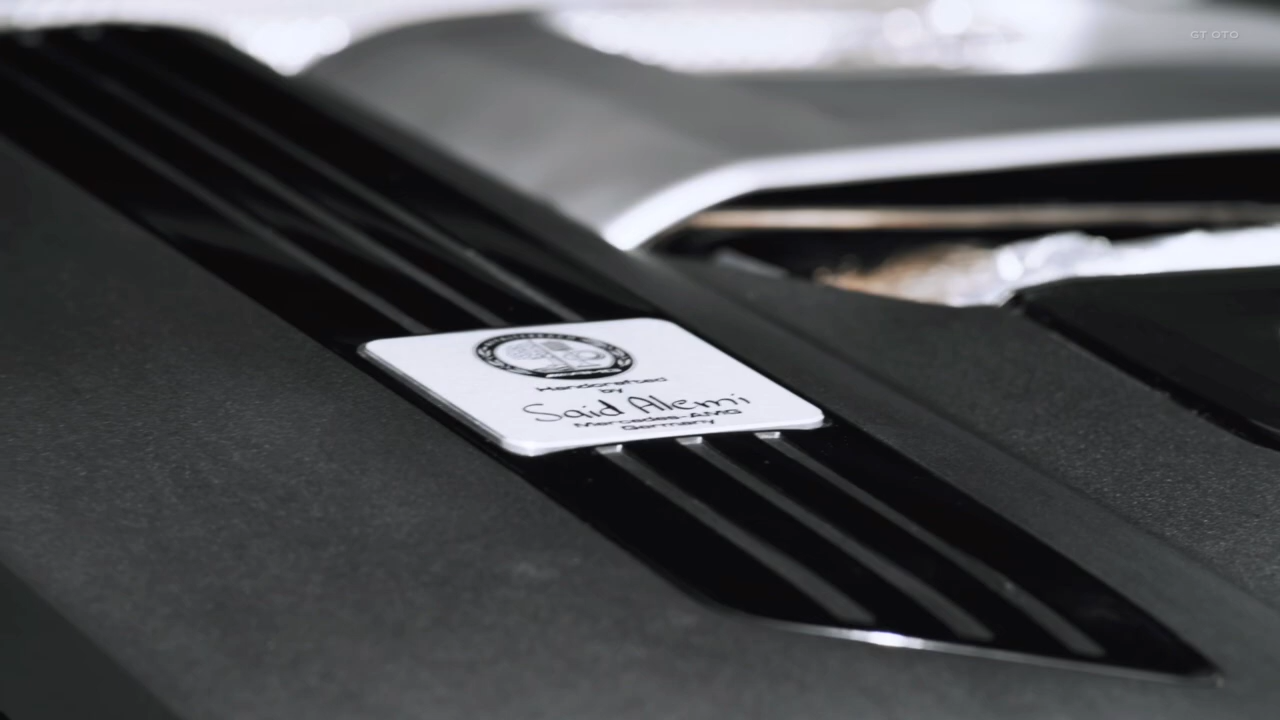 GT OTO
Handcrafted
by
Said Alemi
Mercedes-AMG
Germany